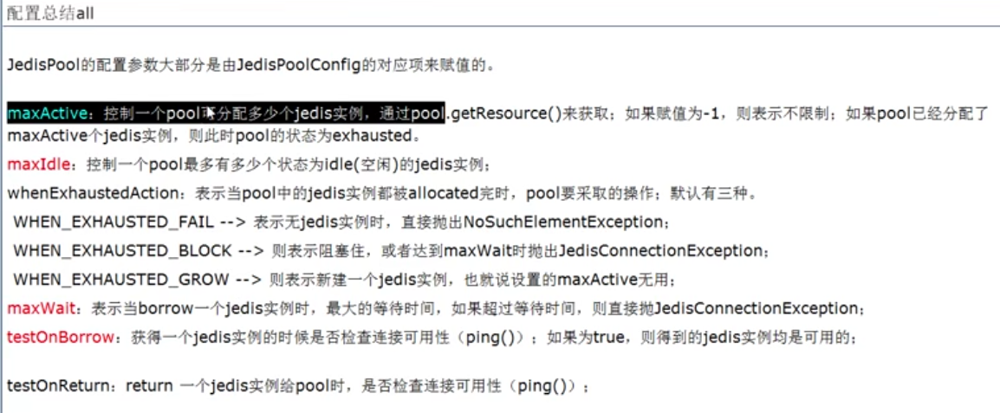 配置总结all
JedisPool的配置参数大部分是由JedisPoolConfig的对应项来赋值的。
maxActive：控制一个pool可分配多少个jedis实例，通过pool.getResource()来获取；如果赋值为-1，则表示不限制；如果pool已经分配了
maxActive个jedis实例，则此时pool的状态为exhausted。
maxIdle：控制一个pool最多有多少个状态为idle(空闲)的jedis实例；
whenExhaustedAction：表示当pool中的jedis实例都被allocated完时，pool要采取的操作；默认有三种。
WHEN_EXHAUSTED_FAIL --> 表示无jedis实例时，直接抛出NoSuchElementException；
WHEN_EXHAUSTED_BLOCK --> 则表示阻塞住，或者达到maxWait时抛出JedisConnectionException；
WHEN_EXHAUSTED_GROW --> 则表示新建一个jedis实例，也就说设置的maxActive无用；
maxWait：表示当borrow一个jedis实例时，最大的等待时间，如果超过等待时间，则直接抛JedisConnectionException；
testOnBorrow：获得一个jedis实例的时候是否检查连接可用性（ping()）；如果为true，则得到的jedis实例均是可用的；
testOnReturn：return 一个jedis实例给pool时，是否检查连接可用性（ping()）；